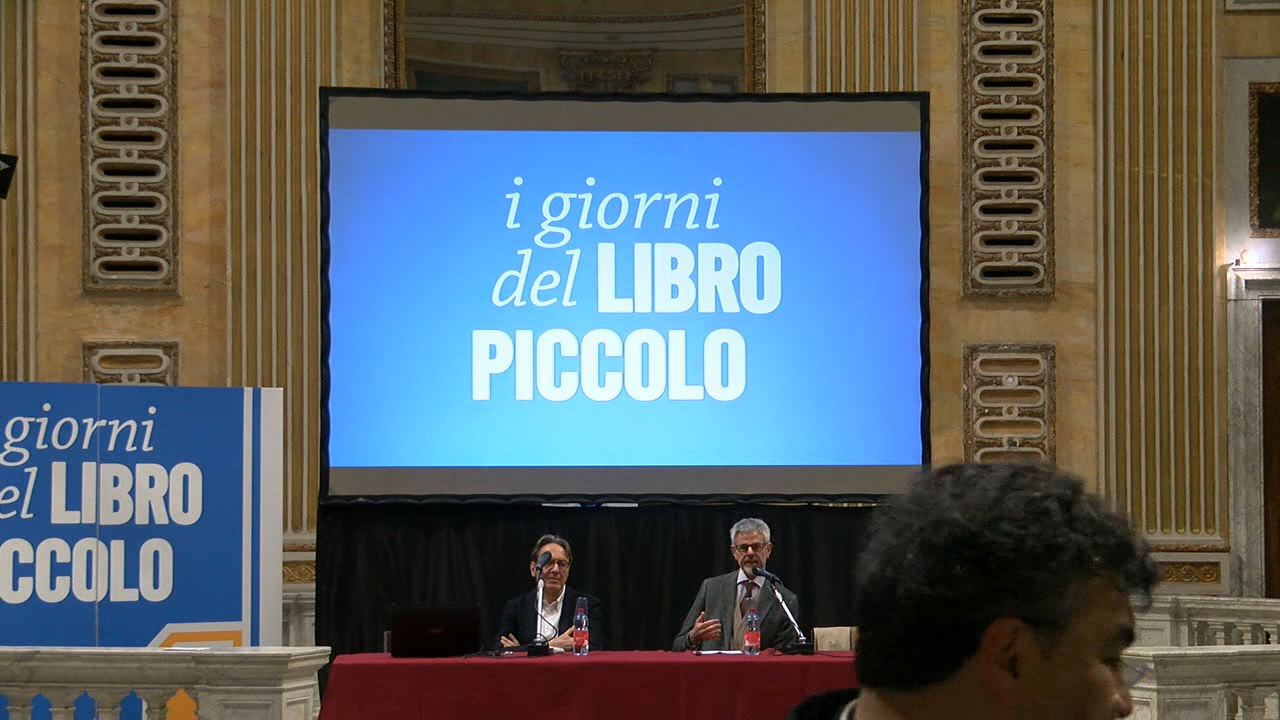 i giorni
del LIBRO
PICCOLO
giorni
el LIBRO
CCOLO